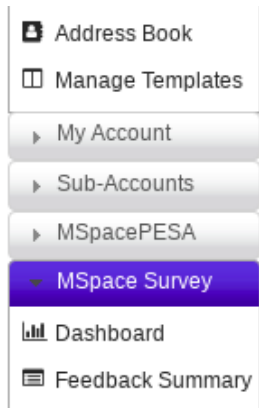 Address Book
Manage Templates
My Account
Sub-Accounts
MSpacePESA
MSpace Survey
Dashboard
Feedback Summary